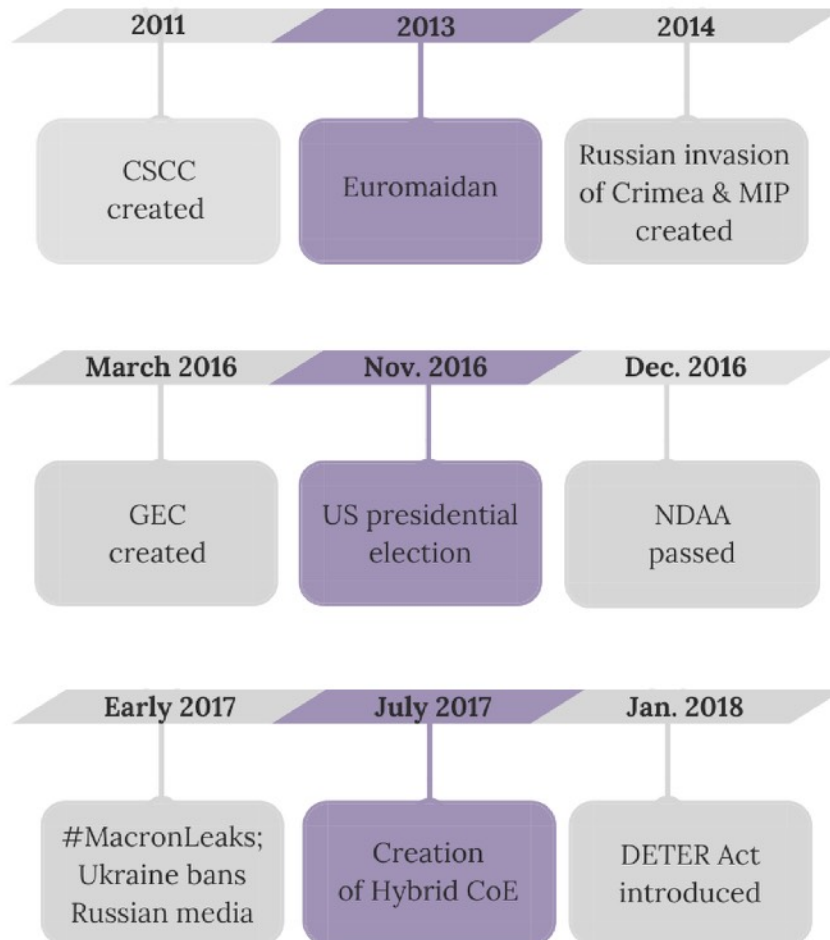 2011
2013
2014
CSCC
created
Euromaidan
Russian invasion
of Crimea & MIP
created
March 2016
Nov. 2016
Dec. 2016
GEC
created
US presidential
election
NDAA
passed
Early 2017
July 2017
Jan. 2018
#MacronLeaks;
Ukraine bans
Russian media
Creation
of Hybrid CoE
DETER Act
introduced